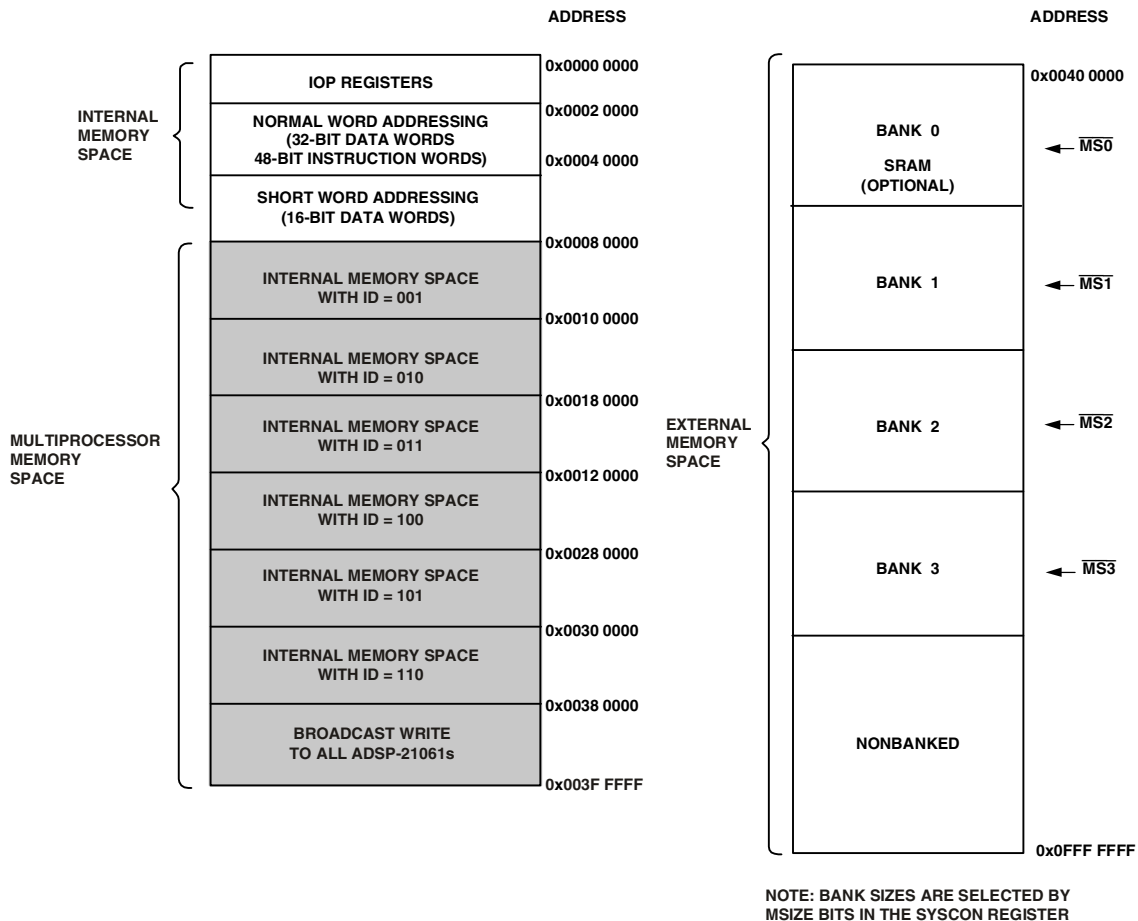 ADDRESS
0x0000 0000
IOP REGISTERS
0x0002 0000
INTERNAL
MEMORY
SPACE
NORMAL WORD ADDRESSING
(32-BIT DATA WORDS
48-BIT INSTRUCTION WORDS)
0x0004 0000
SHORT WORD ADDRESSING
(16-BIT DATA WORDS)
0x0008 0000
INTERNAL MEMORY SPACE
WITH ID = 001
0x0010 0000
INTERNAL MEMORY SPACE
WITH ID = 010
0x0018 0000
MULTIPROCESSOR
MEMORY
SPACE
INTERNAL MEMORY SPACE
WITH ID = 011
0x0012 0000
INTERNAL MEMORY SPACE
WITH ID = 100
0x0028 0000
INTERNAL MEMORY SPACE
WITH ID = 101
0x0030 0000
INTERNAL MEMORY SPACE
WITH ID = 110
0x0038 0000
BROADCAST WRITE
TO ALL ADSP-21061s
0x003F FFFF
ADDRESS
0x0040 0000
BANK 0
MS0
SRAM
(OPTIONAL)
BANK 1
MS1
EXTERNAL
MEMORY
SPACE
BANK 2
MS2
BANK 3
MS3
NONBANKED
0x0FFF FFFF
NOTE: BANK SIZES ARE SELECTED BY
MSIZE BITS IN THE SYSCON REGISTER